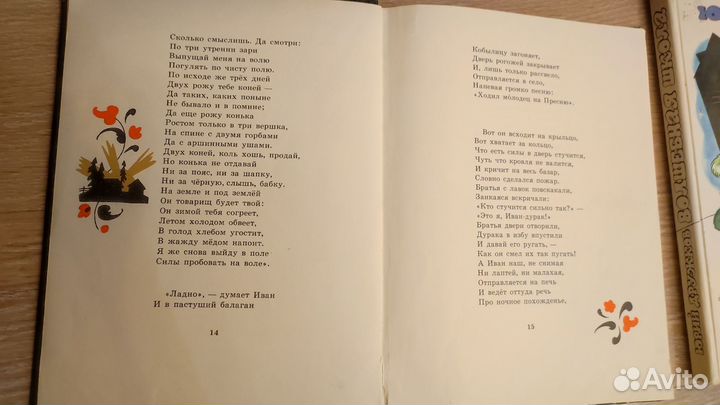 Сколько смыслишь. Да смотри:
По три утренни зари
Выпущай меня на волю
Погулять по чисту полю.
По исходе же трёх дней
Двух рожу тебе коней —
Да таких, каких поныне
Не бывало и в помине;
Да еще рожу конька
Ростом только в три вершка,
На спине с двумя горбами
Да с аршинными ушами.
Двух коней, коль хошь, продай,
Но конька не отдавай
Ни за пояс, ни за шапку,
Ни за чёрную, слышь, бабку.
На земле и под землёй
Он товарищ будет твой:
Он зимой тебя согреет,
Летом холодом обвеет,
В голод хлебом угостит,
В жажду мёдом напоит.
Я же снова выйду в поле
Силы пробовать на воле».
«Ладно», — думает Иван
И в пастуший балаган
14
Кобылицу загоняет,
Дверь рогожей закрывает
И, лишь только рассвело,
Отправляется в село,
Напевая громко песню:
«Ходил молодец на Пресню».
Вот он всходит на крыльцо,
Вот хватает за кольцо,
Что есть силы в дверь стучится,
Чуть что кровля не валится,
И кричит на весь базар,
Словно сделался пожар.
Братья с лавок повскакали,
Заикаяся вскричали:
«Кто стучится сильно так?» —
«Это я, Иван-дурак!»
Братья двери отворили,
Дурака в избу впустили
И давай его ругать, —
Как он смел их так пугать!
А Иван наш, не снимая
Ни лаптей, ни малахая,
Отправляется на печь
И ведёт оттуда речь
Про ночное похожденье,
15
ЮРИЙ ДРУЖКОВ ВОЛШЕБНАЯ ШКОЛА
Avito